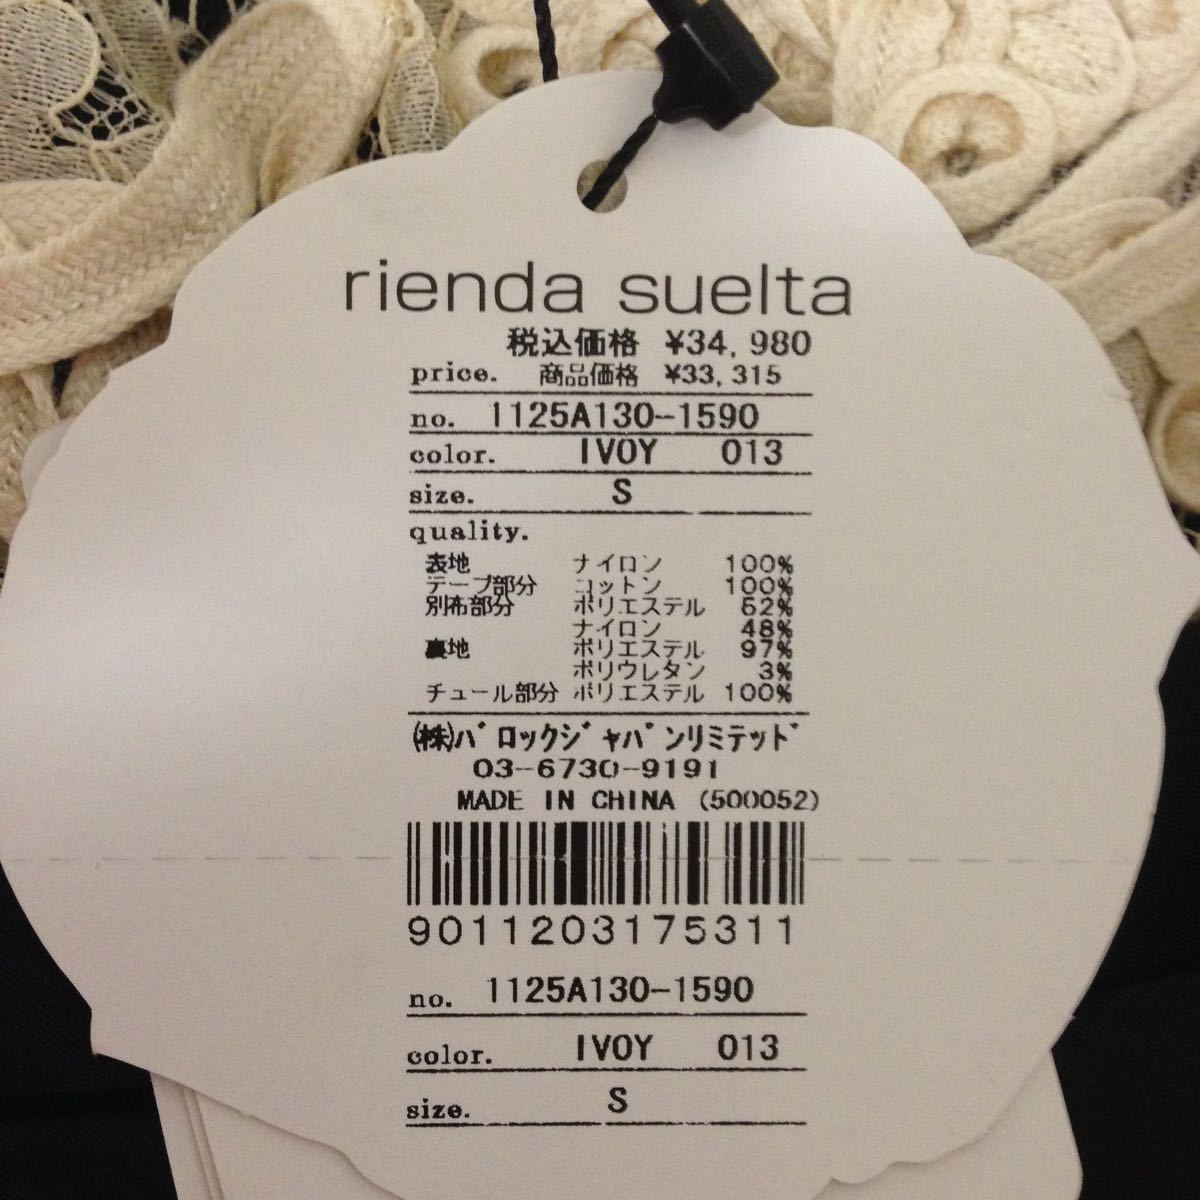 rienda suelta
税込価格 ¥34,980
price. 商品価格 ¥33,315
no. 1125A130-1590
color. IVOY 013
size. S
quality.
表地 ナイロン 100%
テープ部分 コットン 100%
別布部分 ポリエステル 52%
ナイロン 48%
裏地 ポリエステル 97%
ポリウレタン 3%
チュール部分 ポリエステル 100%
㈱バロックジャパンリミテッド
03-6730-9191
MADE IN CHINA (500052)
9011203175311
no. 1125A130-1590
color. IVOY 013
size. S